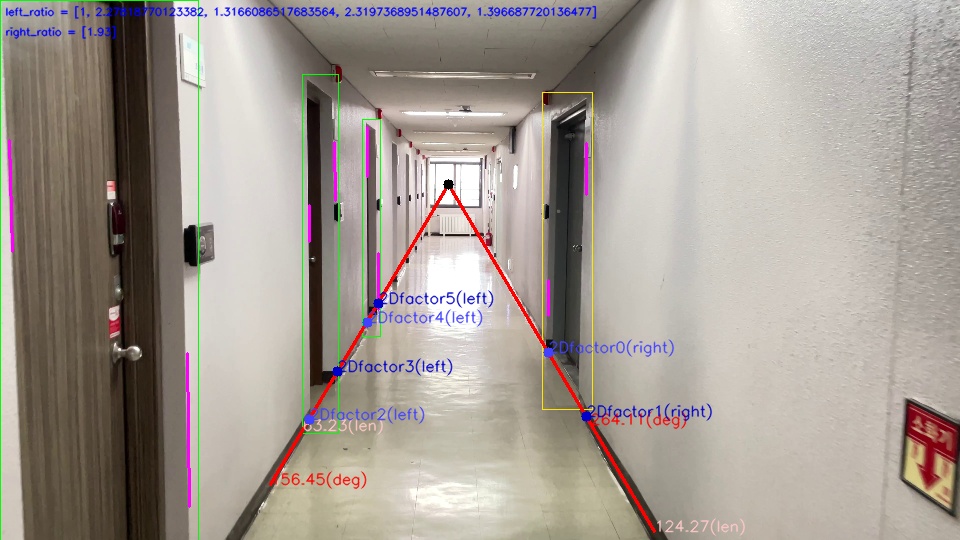 left_ratio = [1, 2.27818770123382, 1.3166086517683564, 2.3197368951487607, 1.396687720136477]
right_ratio = [1.93]
2Dfactor5(left)
2Dfactor4(left)
2Dfactor0(right)
2Dfactor3(left)
2Dfactor2(left)
2Dfactor1(right)
63.23(len)
264.11(deg)
소화기
56.45(deg)
124.27(len)